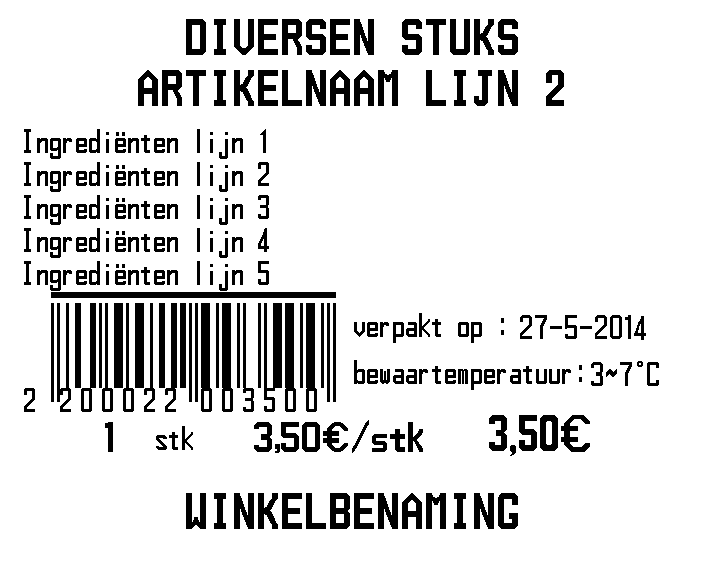 DIVERSEN STUKS
ARTIKELNAAM LIJN 2
Ingrediënten lijn 1
Ingrediënten lijn 2
Ingrediënten lijn 3
Ingrediënten lijn 4
Ingrediënten lijn 5
verpakt op : 27-5-2014
bewaartemperatuur:3~7°C
2 200022 003500
1 stk 3,50€/stk 3,50€
WINKELBENAMING